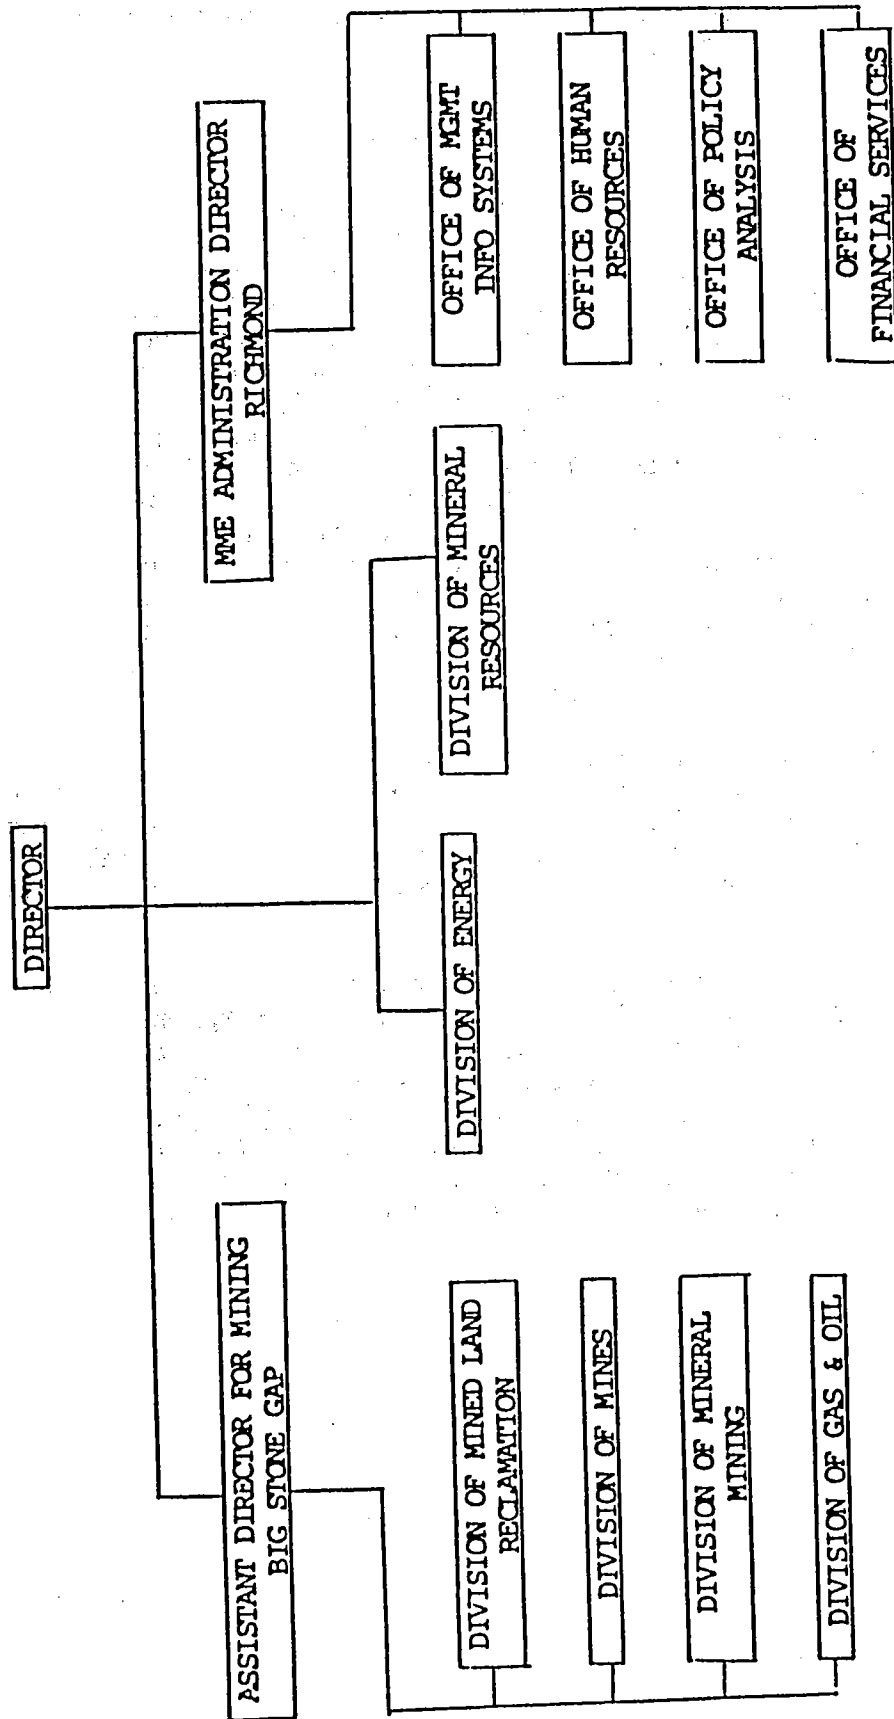 DIRECTOR
ASSISTANT DIRECTOR FOR MINING
BIG STONE GAP
MME ADMINISTRATION DIRECTOR
RICHMOND
DIVISION OF MINED LAND
RECLAMATION
DIVISION OF MINES
DIVISION OF MINERAL
MINING
DIVISION OF GAS & OIL
DIVISION OF ENERGY
DIVISION OF MINERAL
RESOURCES
OFFICE OF MGMT
INFO SYSTEMS
OFFICE OF HUMAN
RESOURCES
OFFICE OF POLICY
ANALYSIS
OFFICE OF
FINANCIAL SERVICES